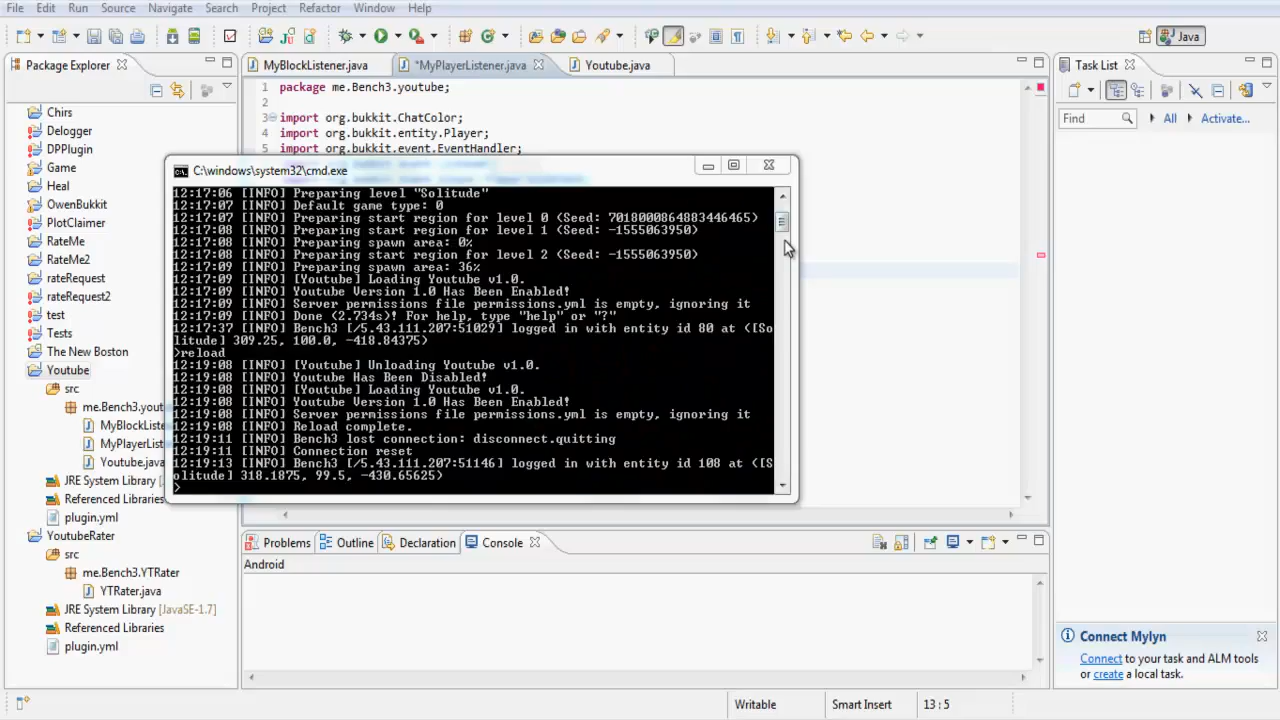 File Edit Run Source Navigate Search Project Refactor Window Help
Java
Package Explorer
MyBlockListener.java
*MyPlayerListener.java
Youtube.java
Task List
Find
All
Activate...
Chirs
Delogger
DPPlugin
Game
Heal
OwenBukkit
PlotClaimer
RateMe
RateMe2
rateRequest
rateRequest2
test
Tests
The New Boston
Youtube
src
me.Bench3.yout
MyBlockListe
MyPlayerList
Youtube.java
JRE System Library [
Referenced Libraries
plugin.yml
YoutubeRater
src
me.Bench3.YTRater
YTRater.java
JRE System Library [JavaSE-1.7]
Referenced Libraries
plugin.yml
1 package me.Bench3.youtube;
2
3 import org.bukkit.ChatColor;
4 import org.bukkit.entity.Player;
5 import org.bukkit.event.EventHandler;
C:\windows\system32\cmd.exe
12:17:06 [INFO] Preparing level "Solitude"
12:17:07 [INFO] Default game type: 0
12:17:07 [INFO] Preparing start region for level 0 (Seed: 7018000864883446465)
12:17:08 [INFO] Preparing start region for level 1 (Seed: -1555063950)
12:17:08 [INFO] Preparing spawn area: 0%
12:17:08 [INFO] Preparing start region for level 2 (Seed: -1555063950)
12:17:09 [INFO] Preparing spawn area: 36%
12:17:09 [INFO] [Youtube] Loading Youtube v1.0.
12:17:09 [INFO] Youtube Version 1.0 Has Been Enabled!
12:17:09 [INFO] Server permissions file permissions.yml is empty, ignoring it
12:17:09 [INFO] Done (2.734s)! For help, type "help" or "?"
12:17:37 [INFO] Bench3 [/5.43.111.207:51029] logged in with entity id 80 at ([So
litude] 309.25, 100.0, -418.84375)
>reload
12:19:08 [INFO] [Youtube] Unloading Youtube v1.0.
12:19:08 [INFO] Youtube Has Been Disabled!
12:19:08 [INFO] [Youtube] Loading Youtube v1.0.
12:19:08 [INFO] Youtube Version 1.0 Has Been Enabled!
12:19:08 [INFO] Server permissions file permissions.yml is empty, ignoring it
12:19:08 [INFO] Reload complete.
12:19:11 [INFO] Bench3 lost connection: disconnect.quitting
12:19:11 [INFO] Connection reset
12:19:13 [INFO] Bench3 [/5.43.111.207:51146] logged in with entity id 108 at ([S
olitude] 318.1875, 99.5, -430.65625)
>
Problems
Outline
Declaration
Console
Android
Connect Mylyn
Connect to your task and ALM tools
or create a local task.
Writable
Smart Insert
13 : 5